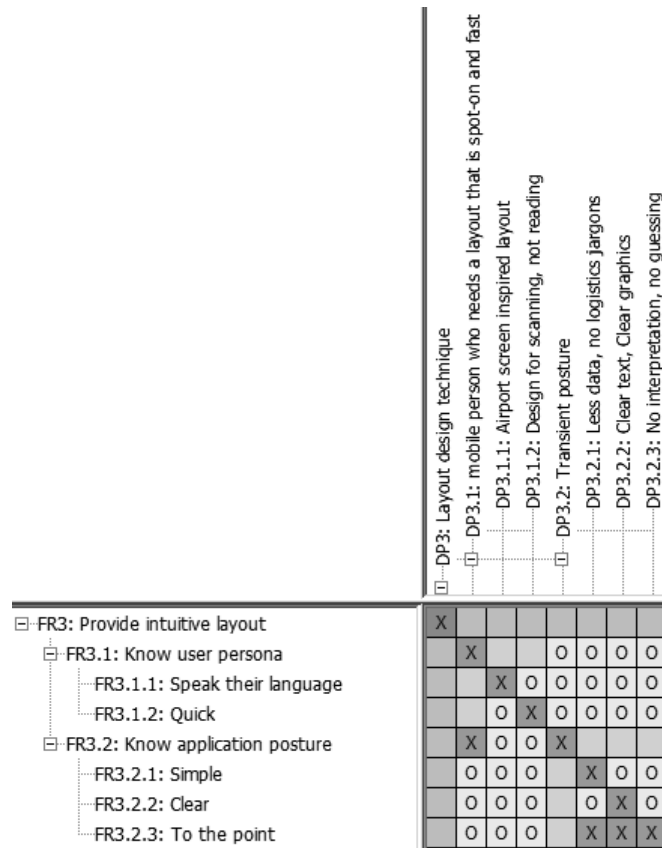 DP3: Layout design technique
DP3.1: mobile person who needs a layout that is spot-on and fast
DP3.1.1: Airport screen inspired layout
DP3.1.2: Design for scanning, not reading
DP3.2: Transient posture
DP3.2.1: Less data, no logistics jargons
DP3.2.2: Clear text, Clear graphics
DP3.2.3: No interpretation, no guessing
FR3: Provide intuitive layout X
FR3.1: Know user persona X O O O O
FR3.1.1: Speak their language X O O O O O
FR3.1.2: Quick O X O O O O
FR3.2: Know application posture X O O X
FR3.2.1: Simple O O O X O O
FR3.2.2: Clear O O O O X O
FR3.2.3: To the point O O O X X X